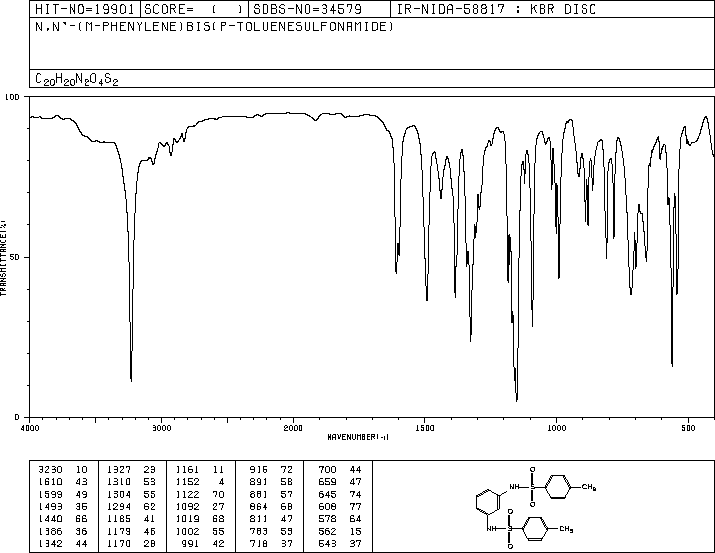 HIT-NO=19901 SCORE= ( ) SDBS-NO=34579 IR-NIDA-58817 : KBR DISC
N,N'-(M-PHENYLENE)BIS(P-TOLUENESULFONAMIDE)
C20H20N2O4S2
100
50
0
TRANSMITTANCE(%)
4000 3000 2000 1500 1000 500
WAVENUMBER(-1)
3230 10 1327 23 1161 11 916 72 700 44
1610 43 1310 53 1152 4 891 58 659 47
1599 49 1304 55 1122 70 881 57 645 74
1493 35 1294 62 1092 27 864 68 608 77
1440 66 1185 41 1019 68 811 47 578 64
1386 36 1179 46 1002 55 783 53 562 15
1342 44 1170 28 991 42 718 37 543 37
O
NH S CH3
O
O
NH S CH3
O